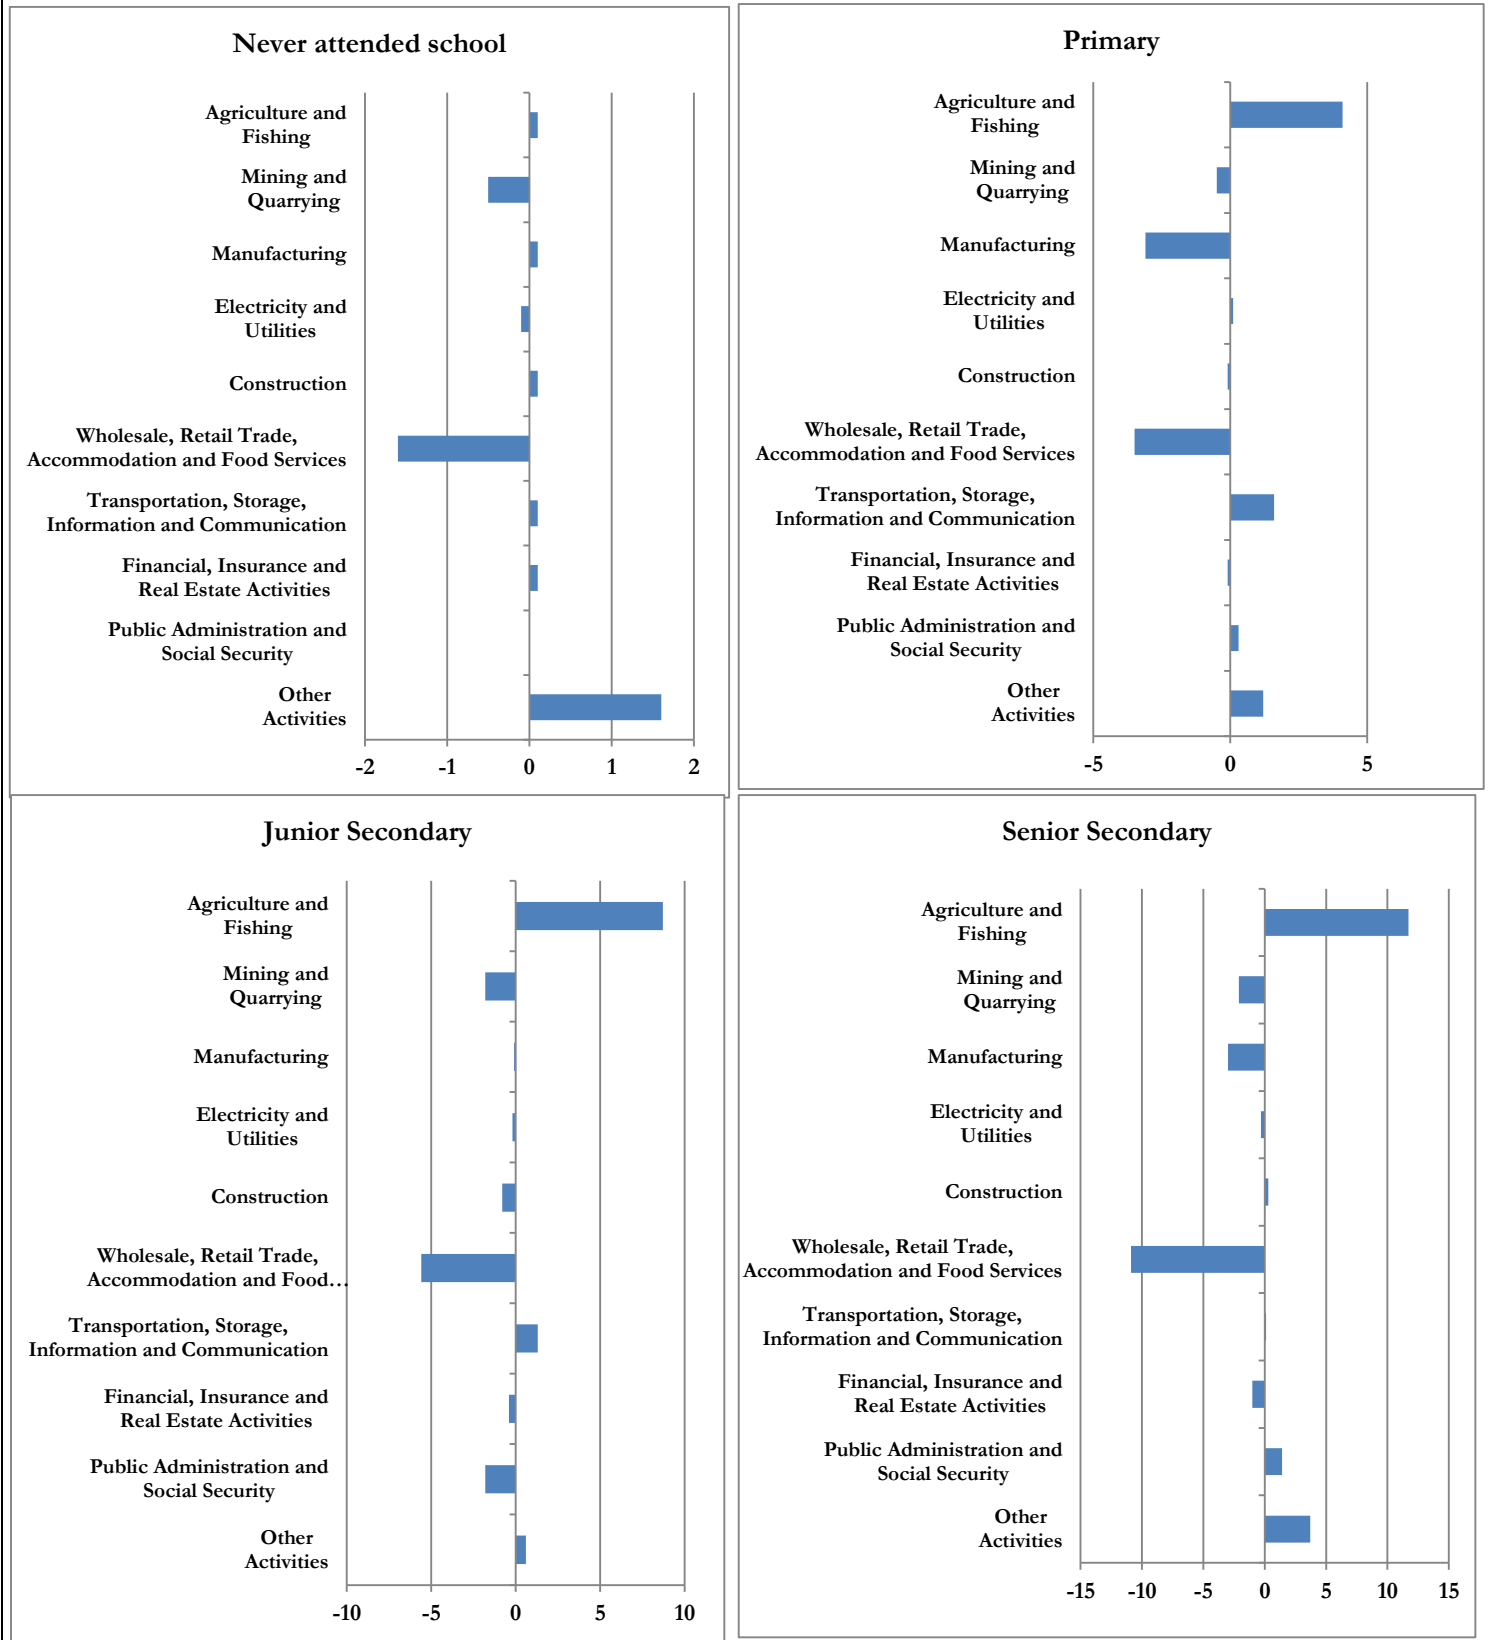 Never attended school
Agriculture and
Fishing
Mining and
Quarrying
Manufacturing
Electricity and
Utilities
Construction
Wholesale, Retail Trade,
Accommodation and Food Services
Transportation, Storage,
Information and Communication
Financial, Insurance and
Real Estate Activities
Public Administration and
Social Security
Other
Activities
-2 -1 0 1 2
Primary
Agriculture and
Fishing
Mining and
Quarrying
Manufacturing
Electricity and
Utilities
Construction
Wholesale, Retail Trade,
Accommodation and Food Services
Transportation, Storage,
Information and Communication
Financial, Insurance and
Real Estate Activities
Public Administration and
Social Security
Other
Activities
-5 0 5
Junior Secondary
Agriculture and
Fishing
Mining and
Quarrying
Manufacturing
Electricity and
Utilities
Construction
Wholesale, Retail Trade,
Accommodation and Food…
Transportation, Storage,
Information and Communication
Financial, Insurance and
Real Estate Activities
Public Administration and
Social Security
Other
Activities
-10 -5 0 5 10
Senior Secondary
Agriculture and
Fishing
Mining and
Quarrying
Manufacturing
Electricity and
Utilities
Construction
Wholesale, Retail Trade,
Accommodation and Food Services
Transportation, Storage,
Information and Communication
Financial, Insurance and
Real Estate Activities
Public Administration and
Social Security
Other
Activities
-15 -10 -5 0 5 10 15